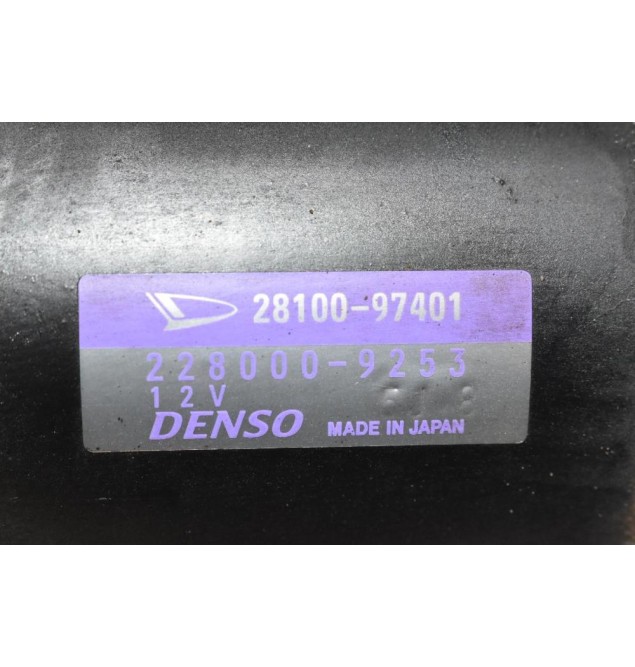 28100-97401
228000-9253
12V
DENSO MADE IN JAPAN